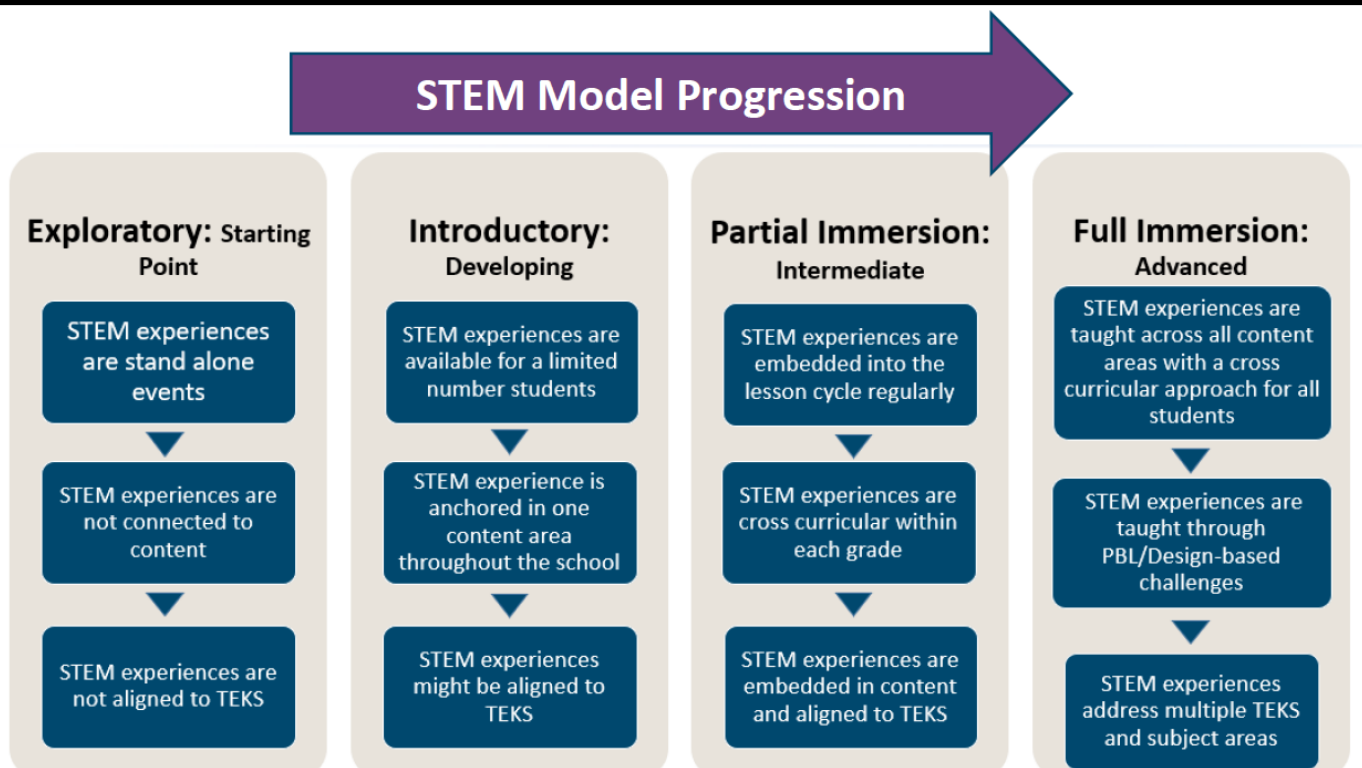 STEM Model Progression
Exploratory: Starting
Point
STEM experiences
are stand alone
events
STEM experiences are
not connected to
content
STEM experiences are
not aligned to TEKS
Introductory:
Developing
STEM experiences are
available for a limited
number students
STEM experience is
anchored in one
content area
throughout the school
STEM experiences
might be aligned to
TEKS
Partial Immersion:
Intermediate
STEM experiences are
embedded into the
lesson cycle regularly
STEM experiences are
cross curricular within
each grade
STEM experiences are
embedded in content
and aligned to TEKS
Full Immersion:
Advanced
STEM experiences are
taught across all content
areas with a cross
curricular approach for all
students
STEM experiences are
taught through
PBL/Design-based
challenges
STEM experiences
address multiple TEKS
and subject areas